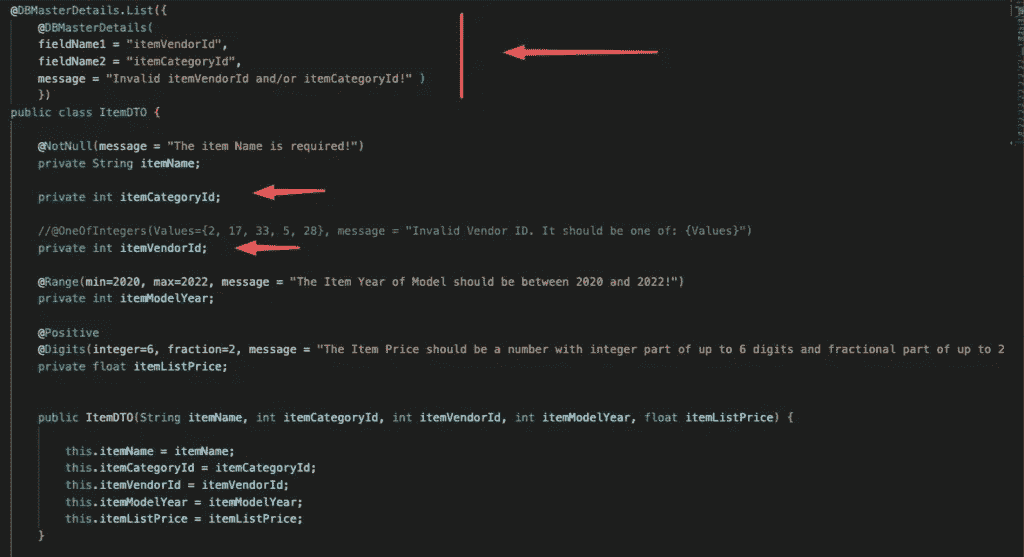 @DBMasterDetails.List({
@DBMasterDetails(
fieldName1 = "itemVendorId",
fieldName2 = "itemCategoryId",
message = "Invalid itemVendorId and/or itemCategoryId!" )
})
public class ItemDTO {
@NotNull(message = "The item Name is required!")
private String itemName;
private int itemCategoryId;
//@OneOfIntegers(Values={2, 17, 33, 5, 28}, message = "Invalid Vendor ID. It should be one of: {Values}")
private int itemVendorId;
@Range(min=2020, max=2022, message = "The Item Year of Model should be between 2020 and 2022!")
private int itemModelYear;
@Positive
@Digits(integer=6, fraction=2, message = "The Item Price should be a number with integer part of up to 6 digits and fractional part of up to 2
private float itemListPrice;
public ItemDTO(String itemName, int itemCategoryId, int itemVendorId, int itemModelYear, float itemListPrice) {
this.itemName = itemName;
this.itemCategoryId = itemCategoryId;
this.itemVendorId = itemVendorId;
this.itemModelYear = itemModelYear;
this.itemListPrice = itemListPrice;
}